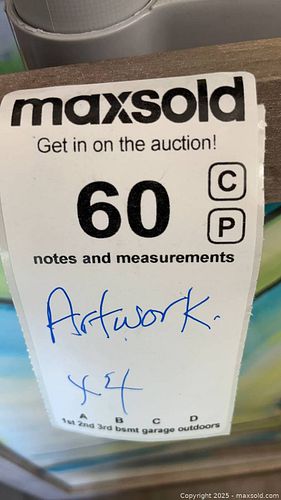 maxsold
Get in on the auction!
60
C
P
notes and measurements
Artwork.
x4
A B C D
1st 2nd 3rd bsmt garage outdoors
Copyright 2025 - maxsold.com